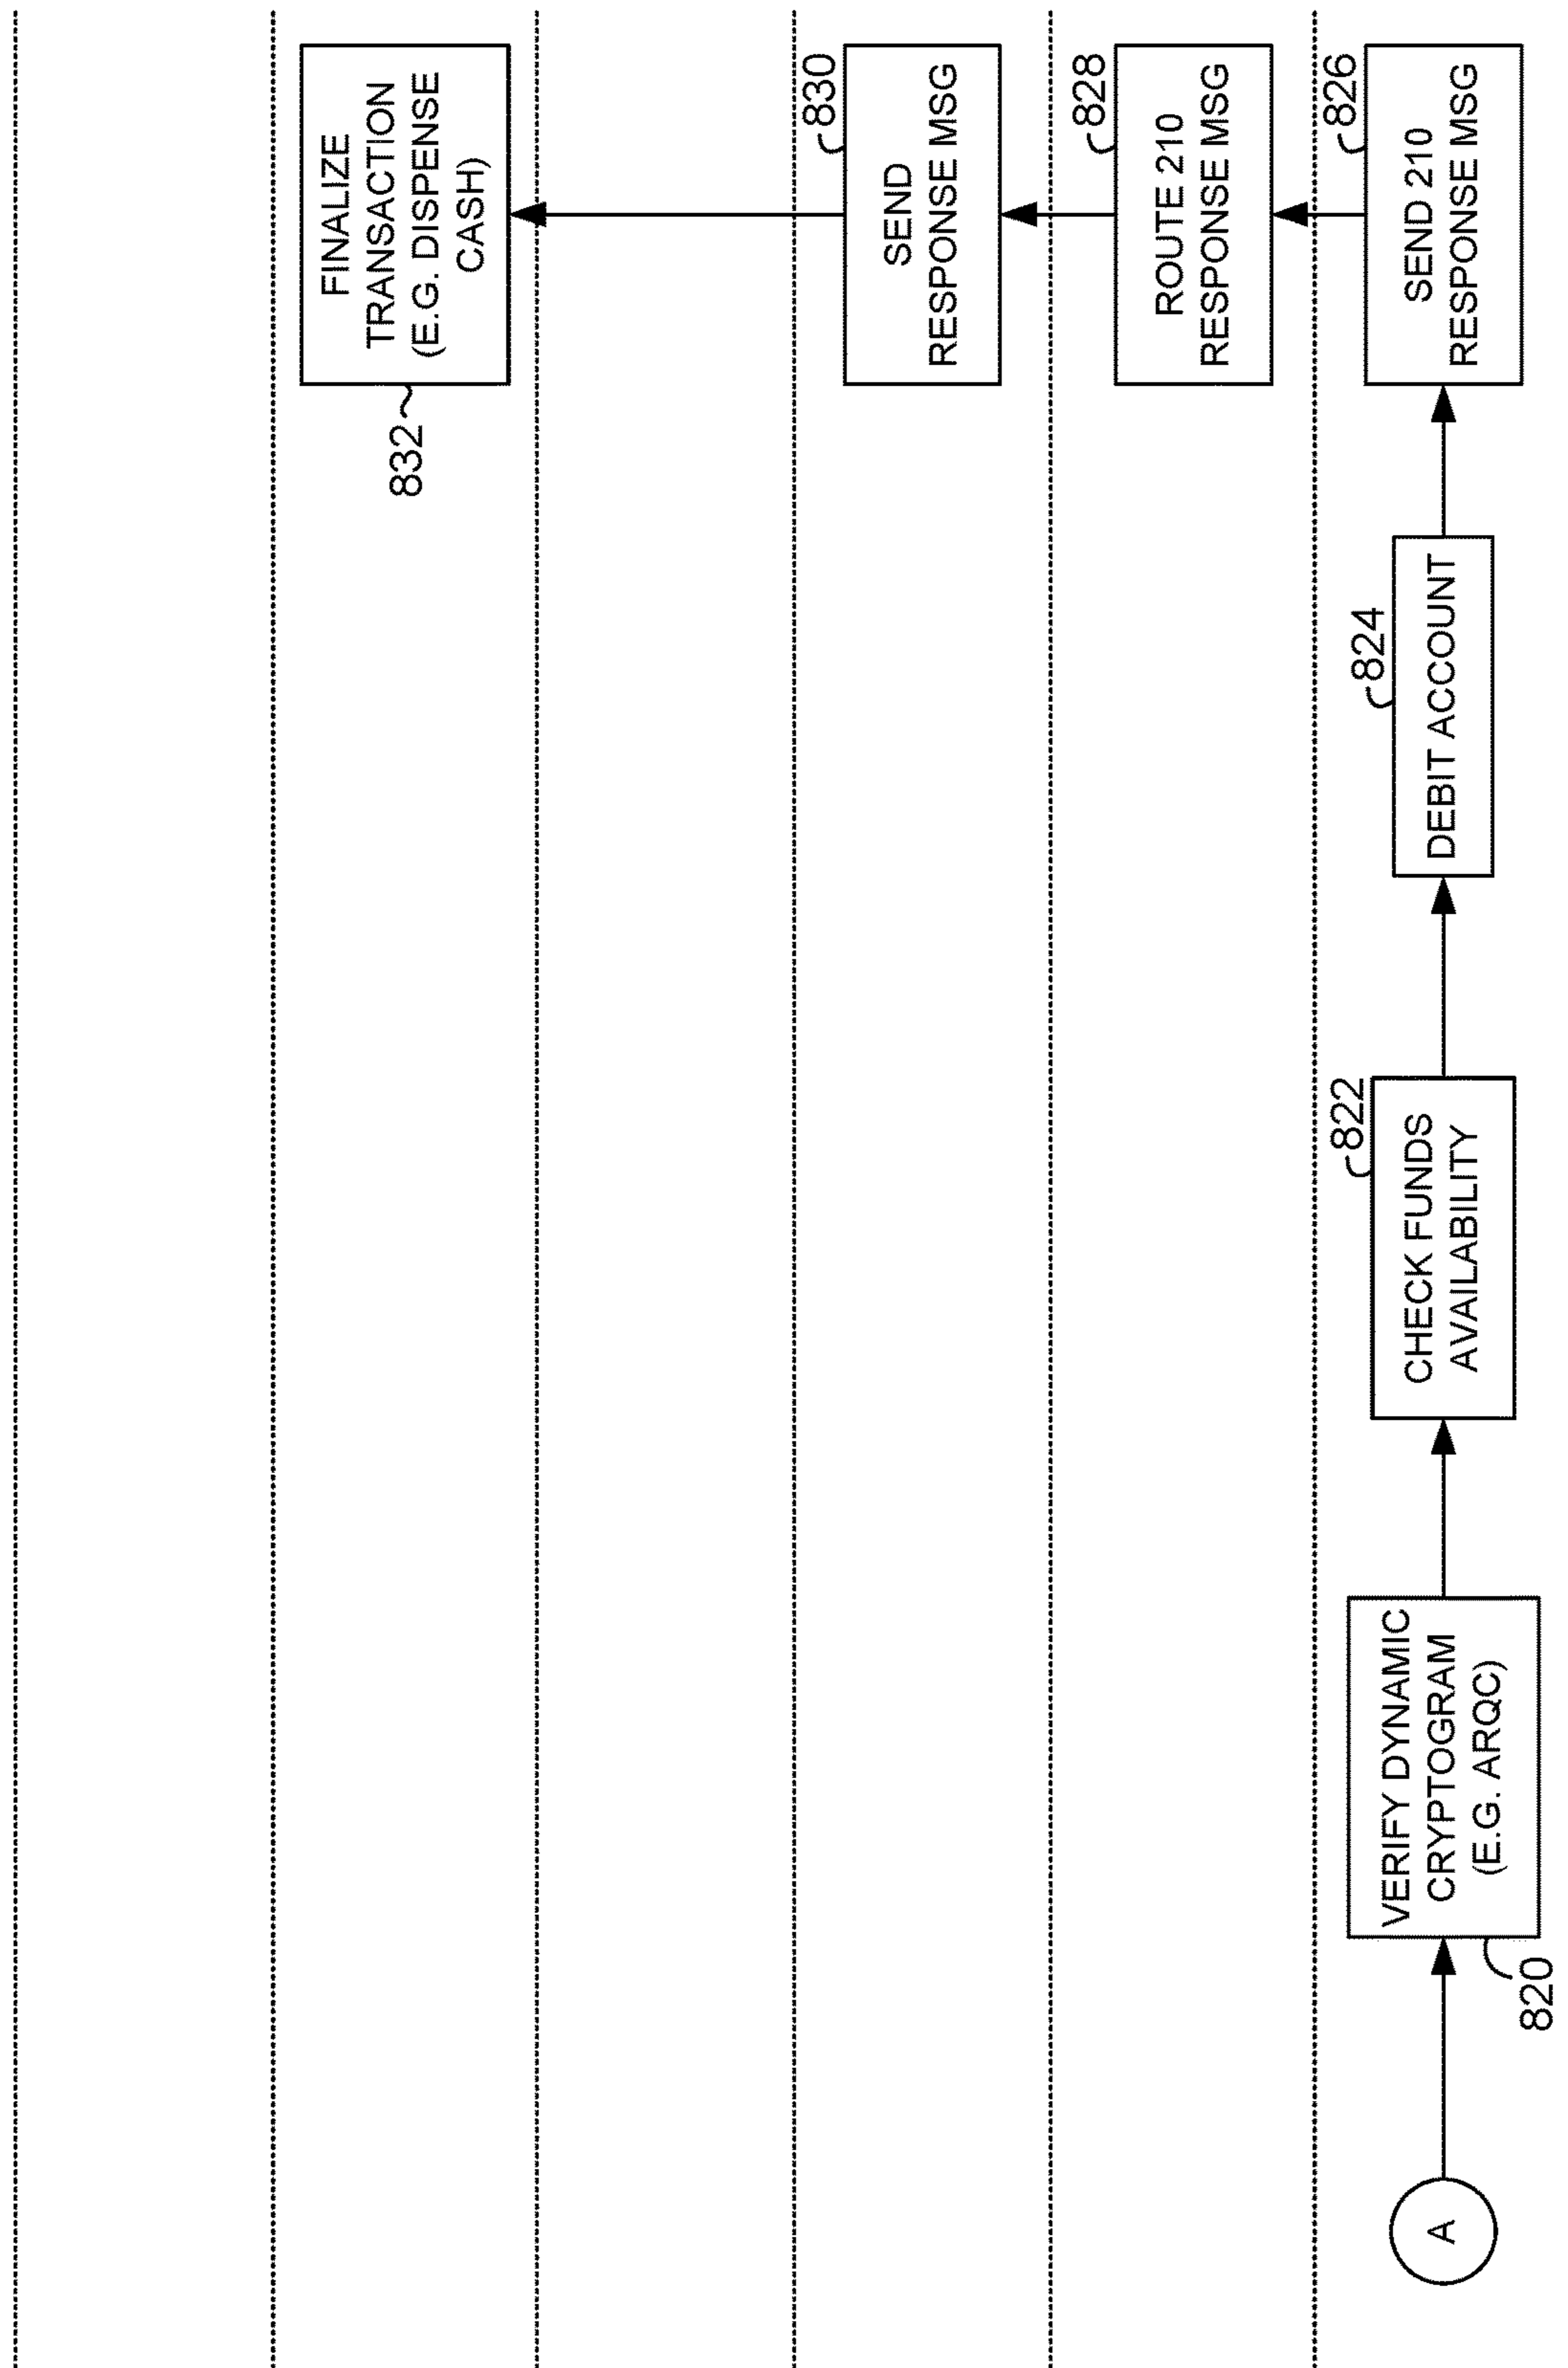 FINALIZE
TRANSACTION
(E.G. DISPENSE
CASH)
832
830
SEND
RESPONSE MSG
828
ROUTE 210
RESPONSE MSG
A
820
VERIFY DYNAMIC
CRYPTOGRAM
(E.G. ARQC)
822
CHECK FUNDS
AVAILABILITY
824
DEBIT ACCOUNT
826
SEND 210
RESPONSE MSG